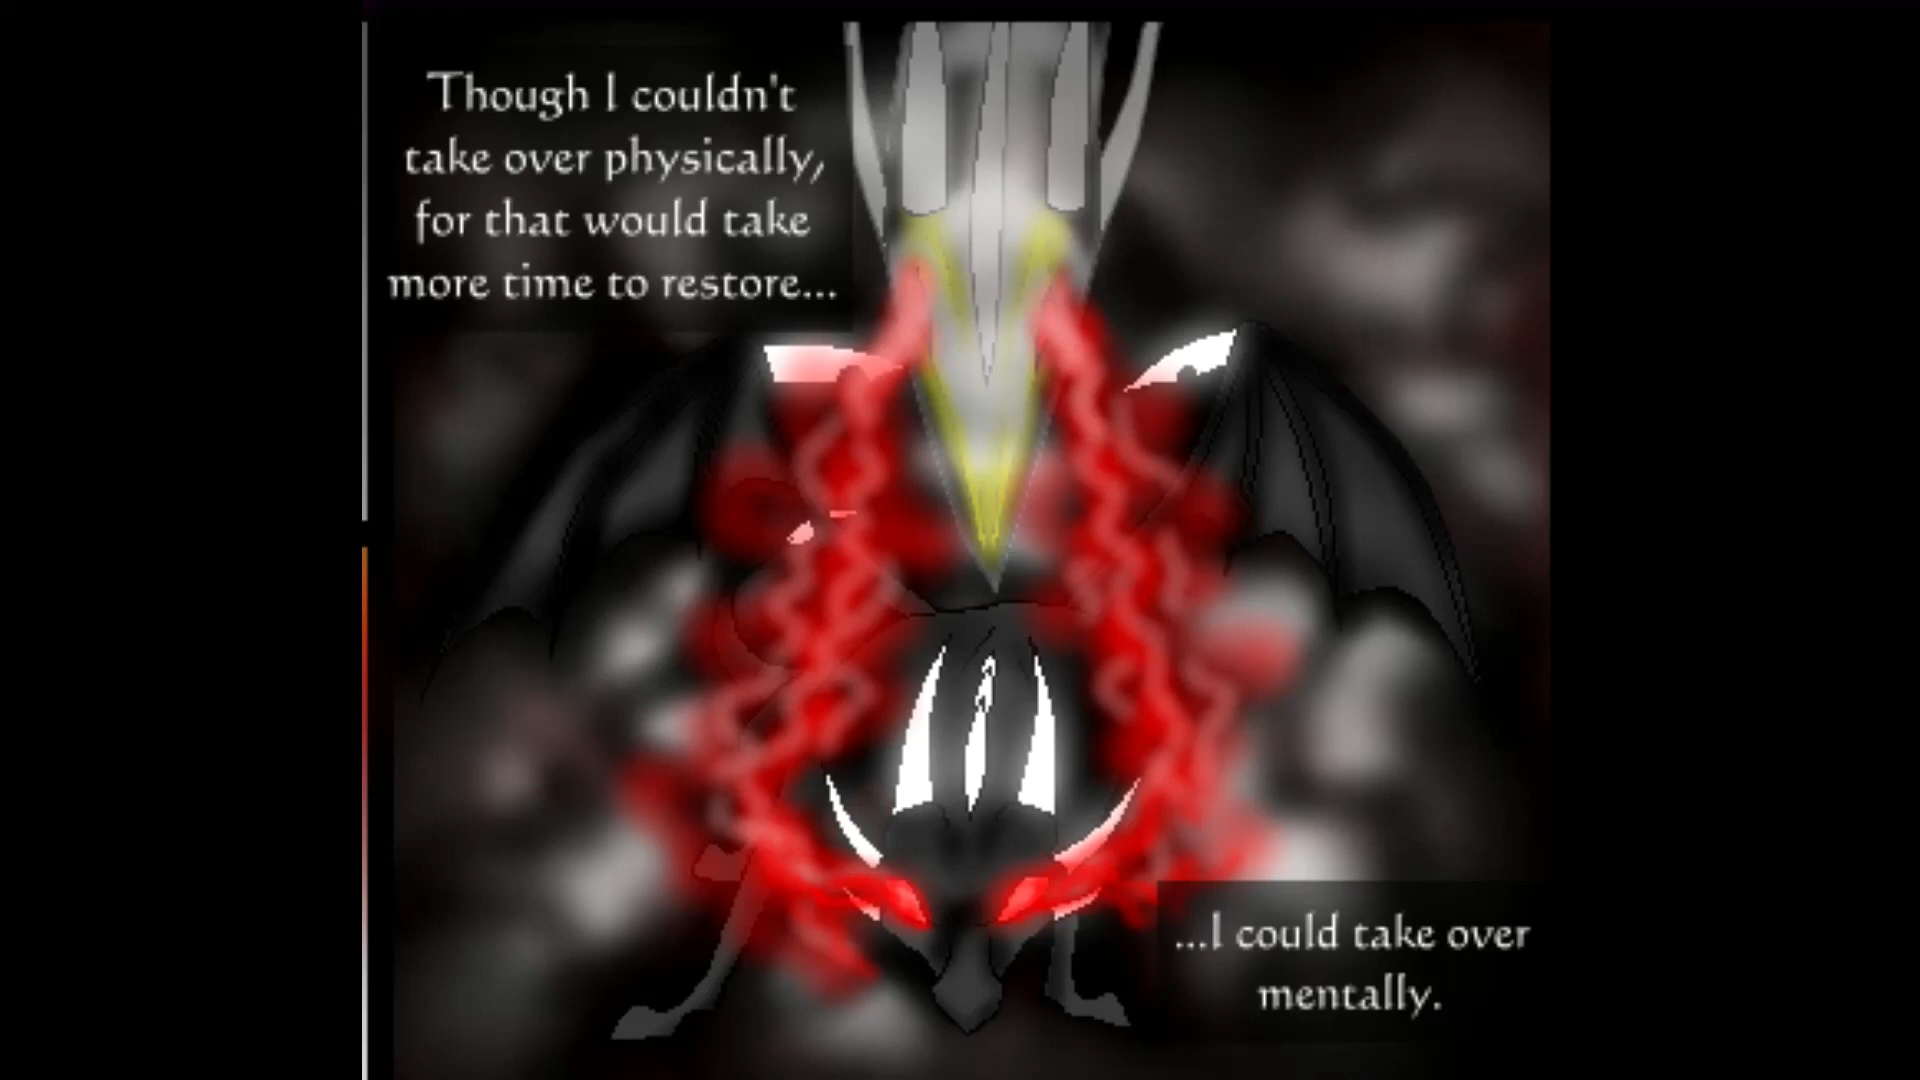 Though I couldn't
take over physically,
for that would take
more time to restore...
...I could take over
mentally.